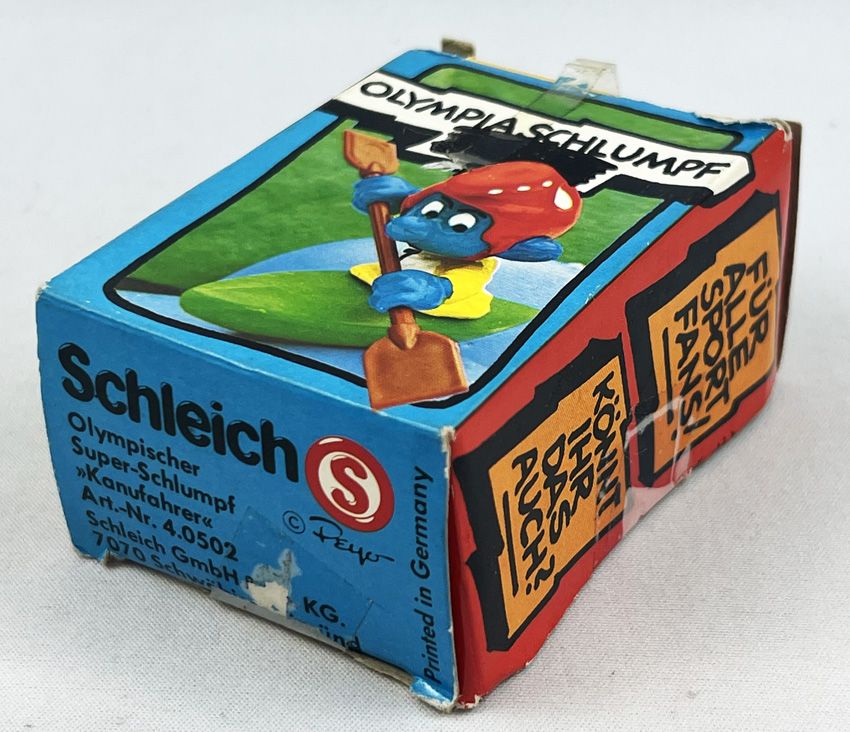 OLYMPIASCHLUMPF
Schleich S
Olympischer
Super-Schlumpf
»Kanufahrer«
Art.-Nr. 4.0502
Schleich GmbH KG.
7070
© Peyo
Printed in Germany
KÖNNT
IHR
DAS
AUCH?
FÜR
ALLE
SPORT
FANS!